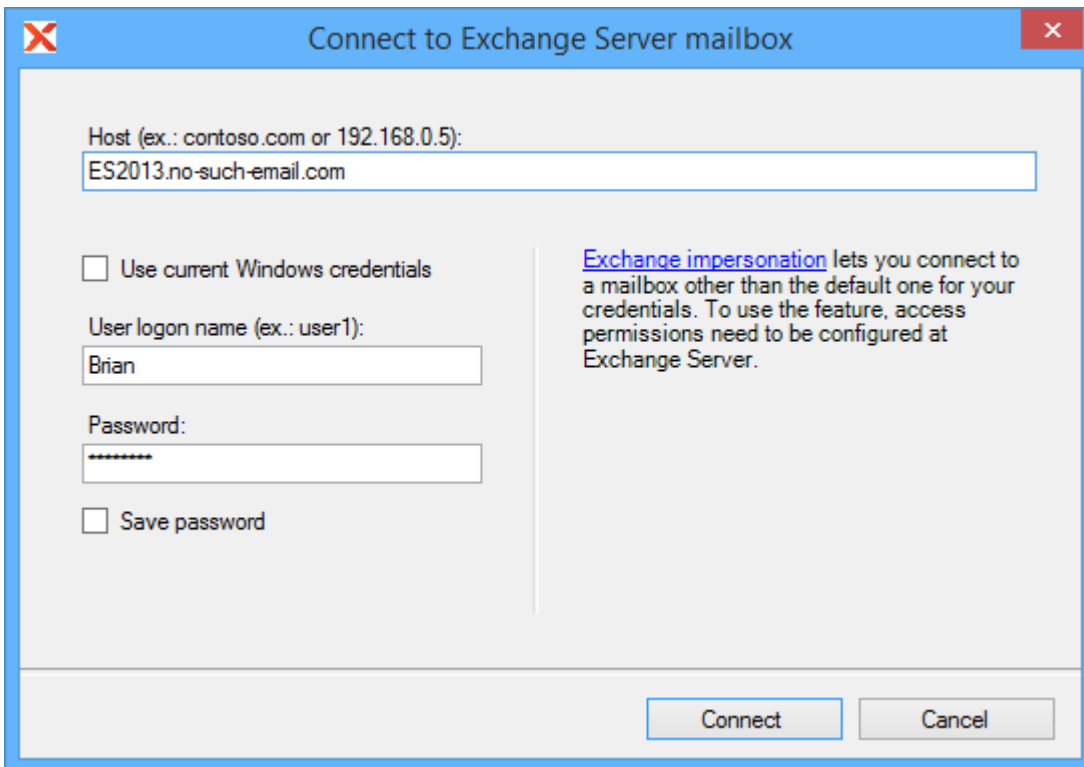 Connect to Exchange Server mailbox
Host (ex.: contoso.com or 192.168.0.5):
ES2013.no-such-email.com
Use current Windows credentials
User logon name (ex.: user1):
Brian
Password:
********
Save password
Exchange impersonation lets you connect to
a mailbox other than the default one for your
credentials. To use the feature, access
permissions need to be configured at
Exchange Server.
Connect
Cancel